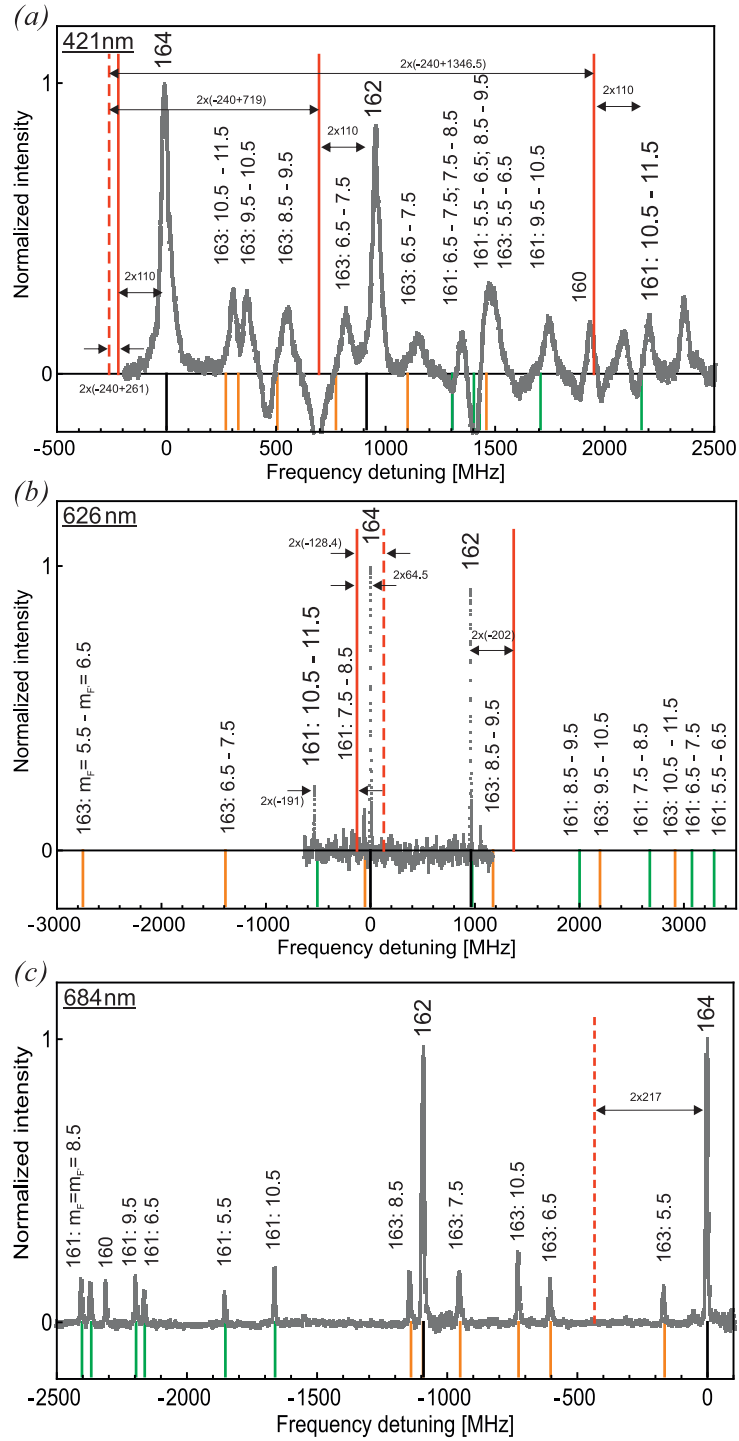 (a)
421nm
164
2x(-240+1346.5)
2x(-240+719)
162
2x110
2x110
2x110
2x(-240+261)
163: 10.5 - 11.5
163: 9.5 - 10.5
163: 8.5 - 9.5
163: 6.5 - 7.5
163: 6.5 - 7.5
161: 6.5 - 7.5; 7.5 - 8.5
161: 5.5 - 6.5; 8.5 - 9.5
163: 5.5 - 6.5
161: 9.5 - 10.5
160
161: 10.5 - 11.5
Normalized intensity
1
0
-500 0 500 1000 1500 2000 2500
Frequency detuning [MHz]
(b)
626nm
164
162
2x(-128.4)
2x64.5
2x(-202)
2x(-191)
163: mF= 5.5 - mF'= 6.5
163: 6.5 - 7.5
161: 10.5 - 11.5
161: 7.5 - 8.5
163: 8.5 - 9.5
161: 8.5 - 9.5
163: 9.5 - 10.5
161: 7.5 - 8.5
163: 10.5 - 11.5
161: 6.5 - 7.5
161: 5.5 - 6.5
Normalized intensity
1
0
-3000 -2000 -1000 0 1000 2000 3000
Frequency detuning [MHz]
(c)
684nm
162
164
2x217
161: mF=mF'= 8.5
160
161: 9.5
161: 6.5
161: 5.5
161: 10.5
163: 8.5
163: 7.5
163: 10.5
163: 6.5
163: 5.5
Normalized intensity
1
0
-2500 -2000 -1500 -1000 -500 0
Frequency detuning [MHz]